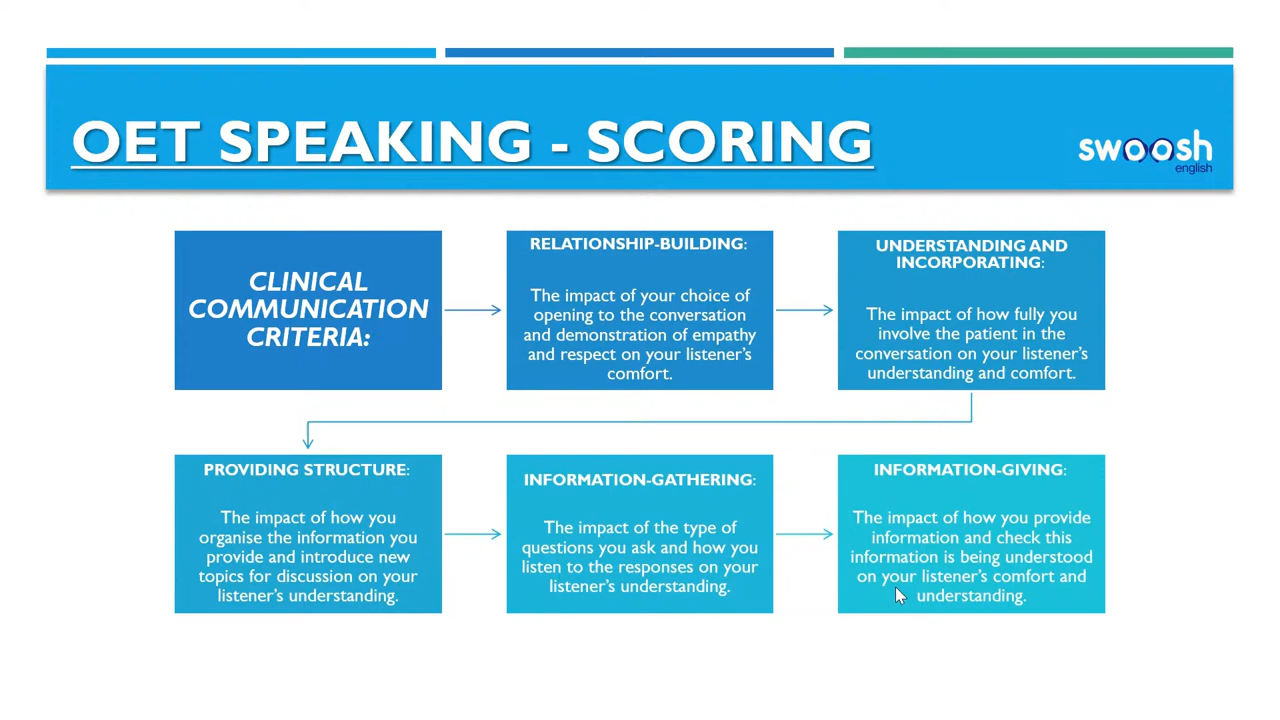 OET SPEAKING - SCORING
swoosh
english
CLINICAL
COMMUNICATION
CRITERIA:
RELATIONSHIP-BUILDING:
The impact of your choice of
opening to the conversation
and demonstration of empathy
and respect on your listener's
comfort.
UNDERSTANDING AND
INCORPORATING:
The impact of how fully you
involve the patient in the
conversation on your listener's
understanding and comfort.
PROVIDING STRUCTURE:
The impact of how you
organise the information you
provide and introduce new
topics for discussion on your
listener's understanding.
INFORMATION-GATHERING:
The impact of the type of
questions you ask and how you
listen to the responses on your
listener's understanding.
INFORMATION-GIVING:
The impact of how you provide
information and check this
information is being understood
on your listener's comfort and
understanding.